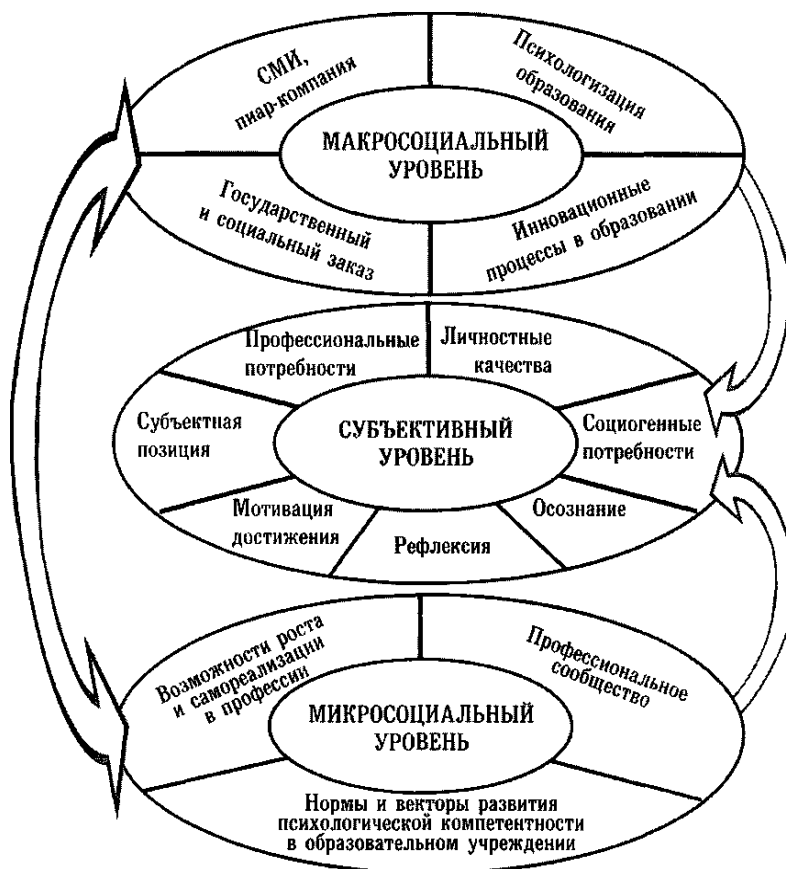 СМИ,
пиар-компания
Психологизация
образования
МАКРОСОЦИАЛЬНЫЙ
УРОВЕНЬ
Государственный
и социальный заказ
Инновационные
процессы в образовании
Профессиональные
потребности
Личностные
качества
Субъектная
позиция
СУБЪЕКТИВНЫЙ
УРОВЕНЬ
Социогенные
потребности
Мотивация
достижения
Рефлексия
Осознание
Возможности роста
и самореализации
в профессии
Профессиональное
сообщество
МИКРОСОЦИАЛЬНЫЙ
УРОВЕНЬ
Нормы и векторы развития
психологической компетентности
в образовательном учреждении